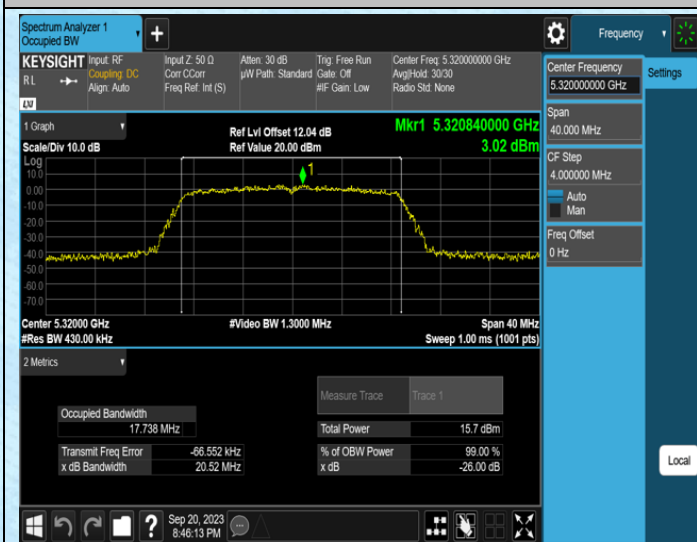 Spectrum Analyzer 1
Occupied BW
Frequency
KEYSIGHT
R L
LXI
Input: RF
Coupling: DC
Align: Auto
Input Z: 50 Ω
Corr CCorr
Freq Ref: Int (S)
Atten: 30 dB
µW Path: Standard
Trig: Free Run
Gate: Off
#IF Gain: Low
Center Freq: 5.320000000 GHz
Avg|Hold: 30/30
Radio Std: None
Center Frequency
5.320000000 GHz
Settings
Span
40.000 MHz
CF Step
4.000000 MHz
Auto
Man
Freq Offset
0 Hz
1 Graph
Scale/Div 10.0 dB
Ref Lvl Offset 12.04 dB
Ref Value 20.00 dBm
Mkr1 5.320840000 GHz
3.02 dBm
Log
10.0
0.00
-10.0
-20.0
-30.0
-40.0
-50.0
-60.0
-70.0
1
Center 5.32000 GHz
#Res BW 430.00 kHz
#Video BW 1.3000 MHz
Span 40 MHz
Sweep 1.00 ms (1001 pts)
2 Metrics
Measure Trace
Trace 1
Occupied Bandwidth
17.738 MHz
Total Power
15.7 dBm
Transmit Freq Error
-66.552 kHz
% of OBW Power
99.00 %
x dB Bandwidth
20.52 MHz
x dB
-26.00 dB
Local
Sep 20, 2023
8:46:13 PM